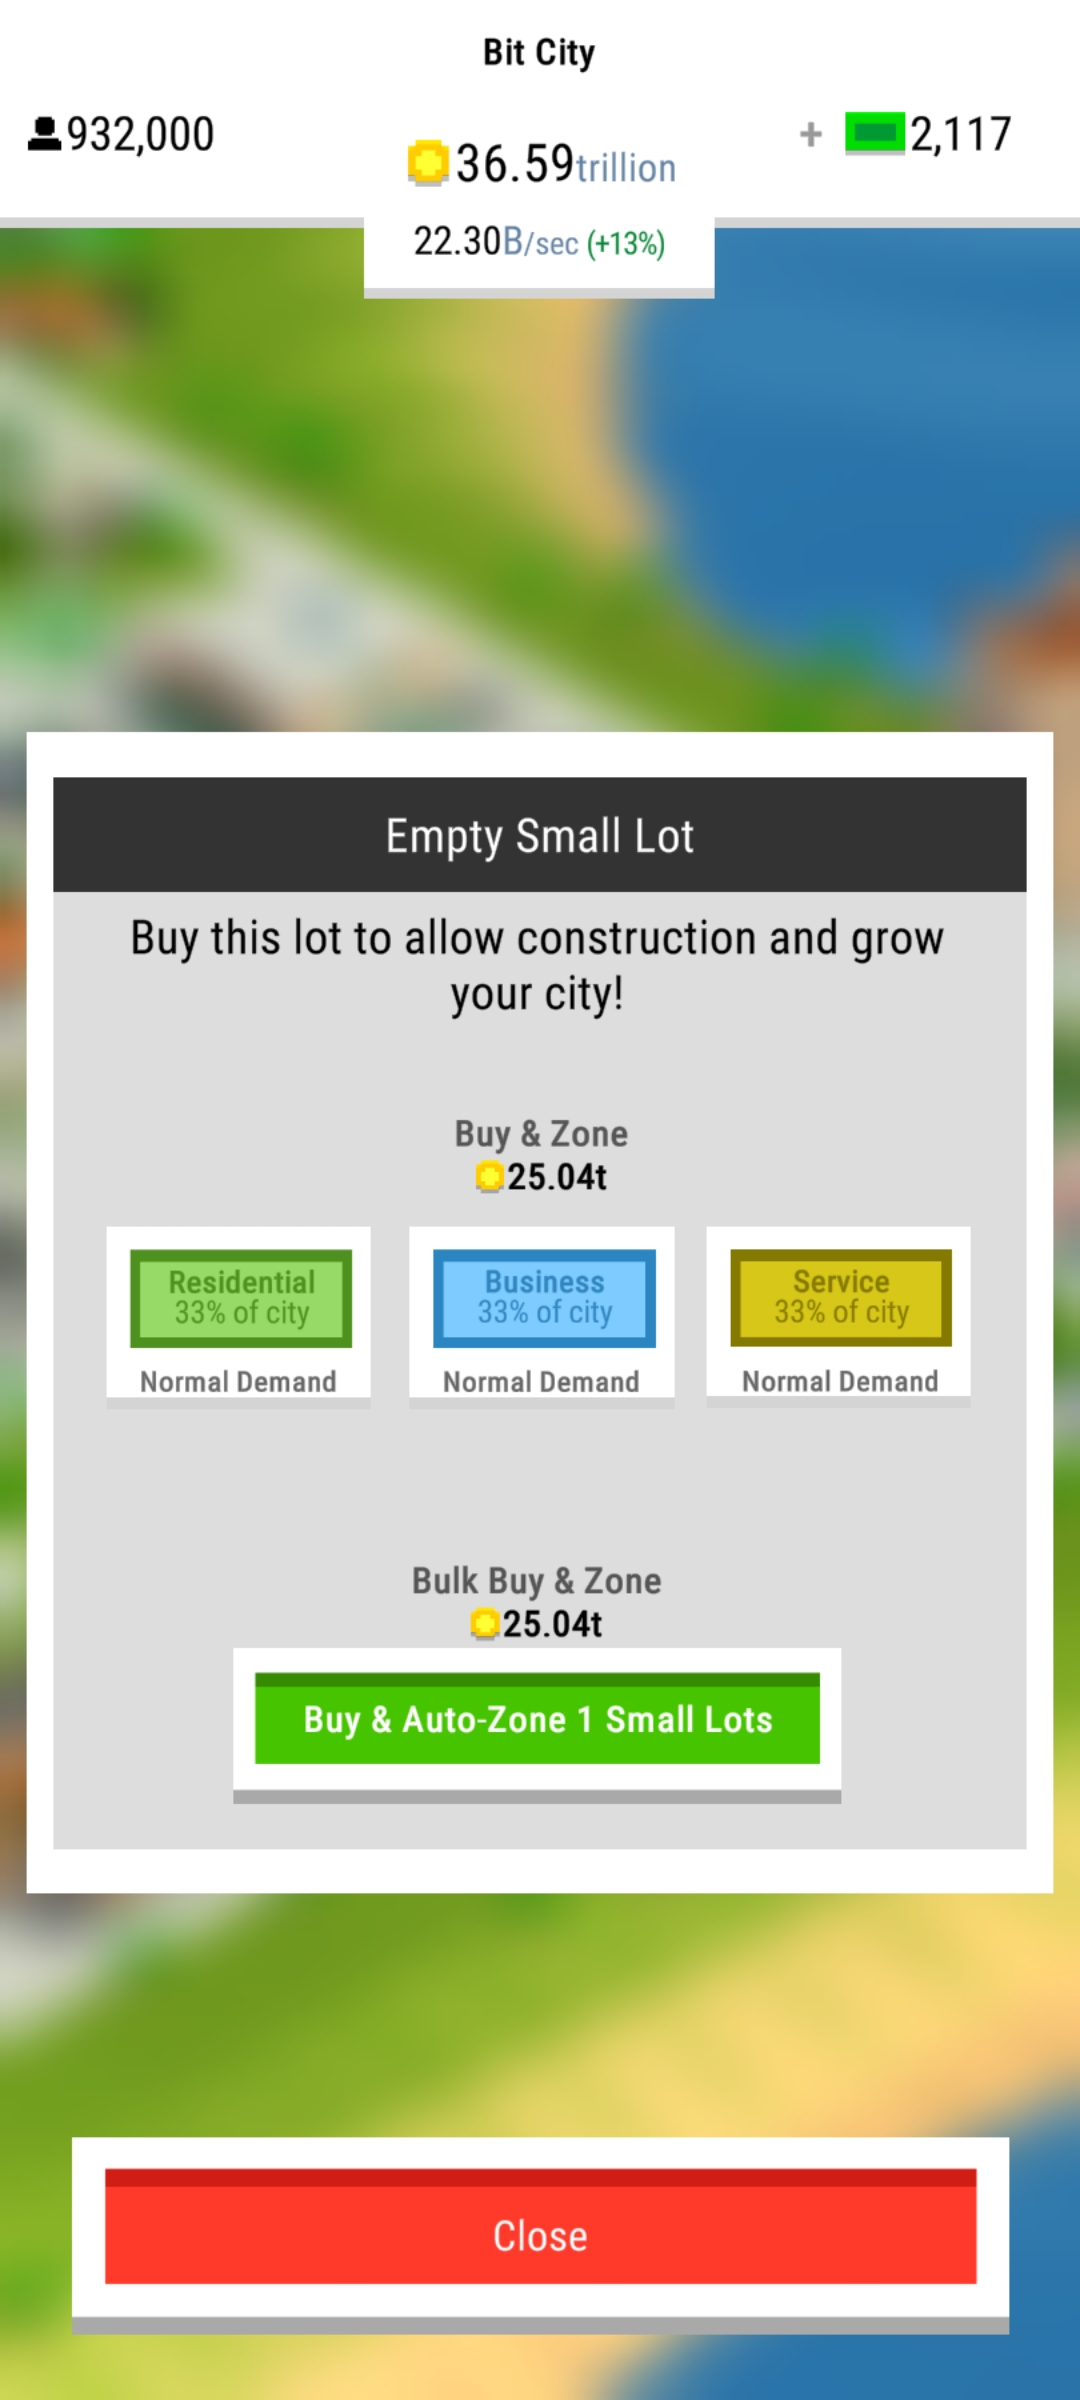 Bit City
932,000
36.59trillion
+ 2,117
22.30B/sec (+13%)
Empty Small Lot
Buy this lot to allow construction and grow
your city!
Buy & Zone
25.04t
Residential
33% of city
Normal Demand
Business
33% of city
Normal Demand
Service
33% of city
Normal Demand
Bulk Buy & Zone
25.04t
Buy & Auto-Zone 1 Small Lots
Close